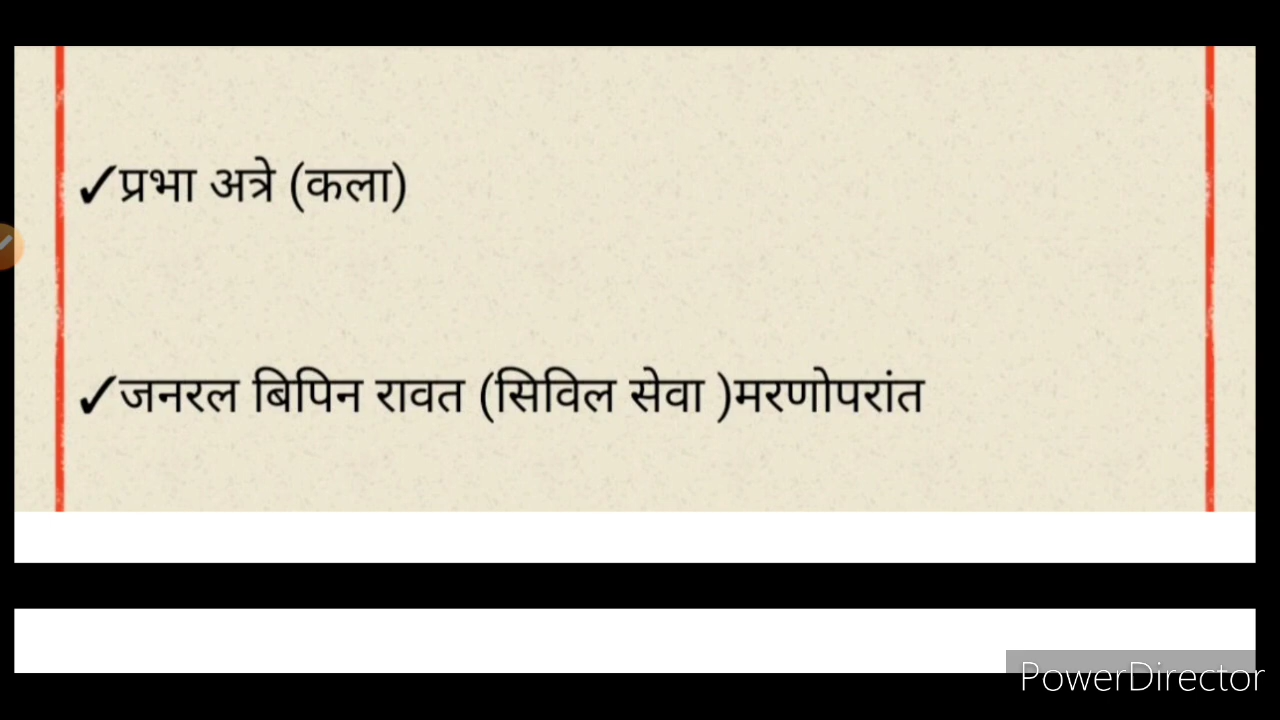 ✓प्रभा अत्रे (कला)
✓जनरल बिपिन रावत (सिविल सेवा )मरणोपरांत
PowerDirector